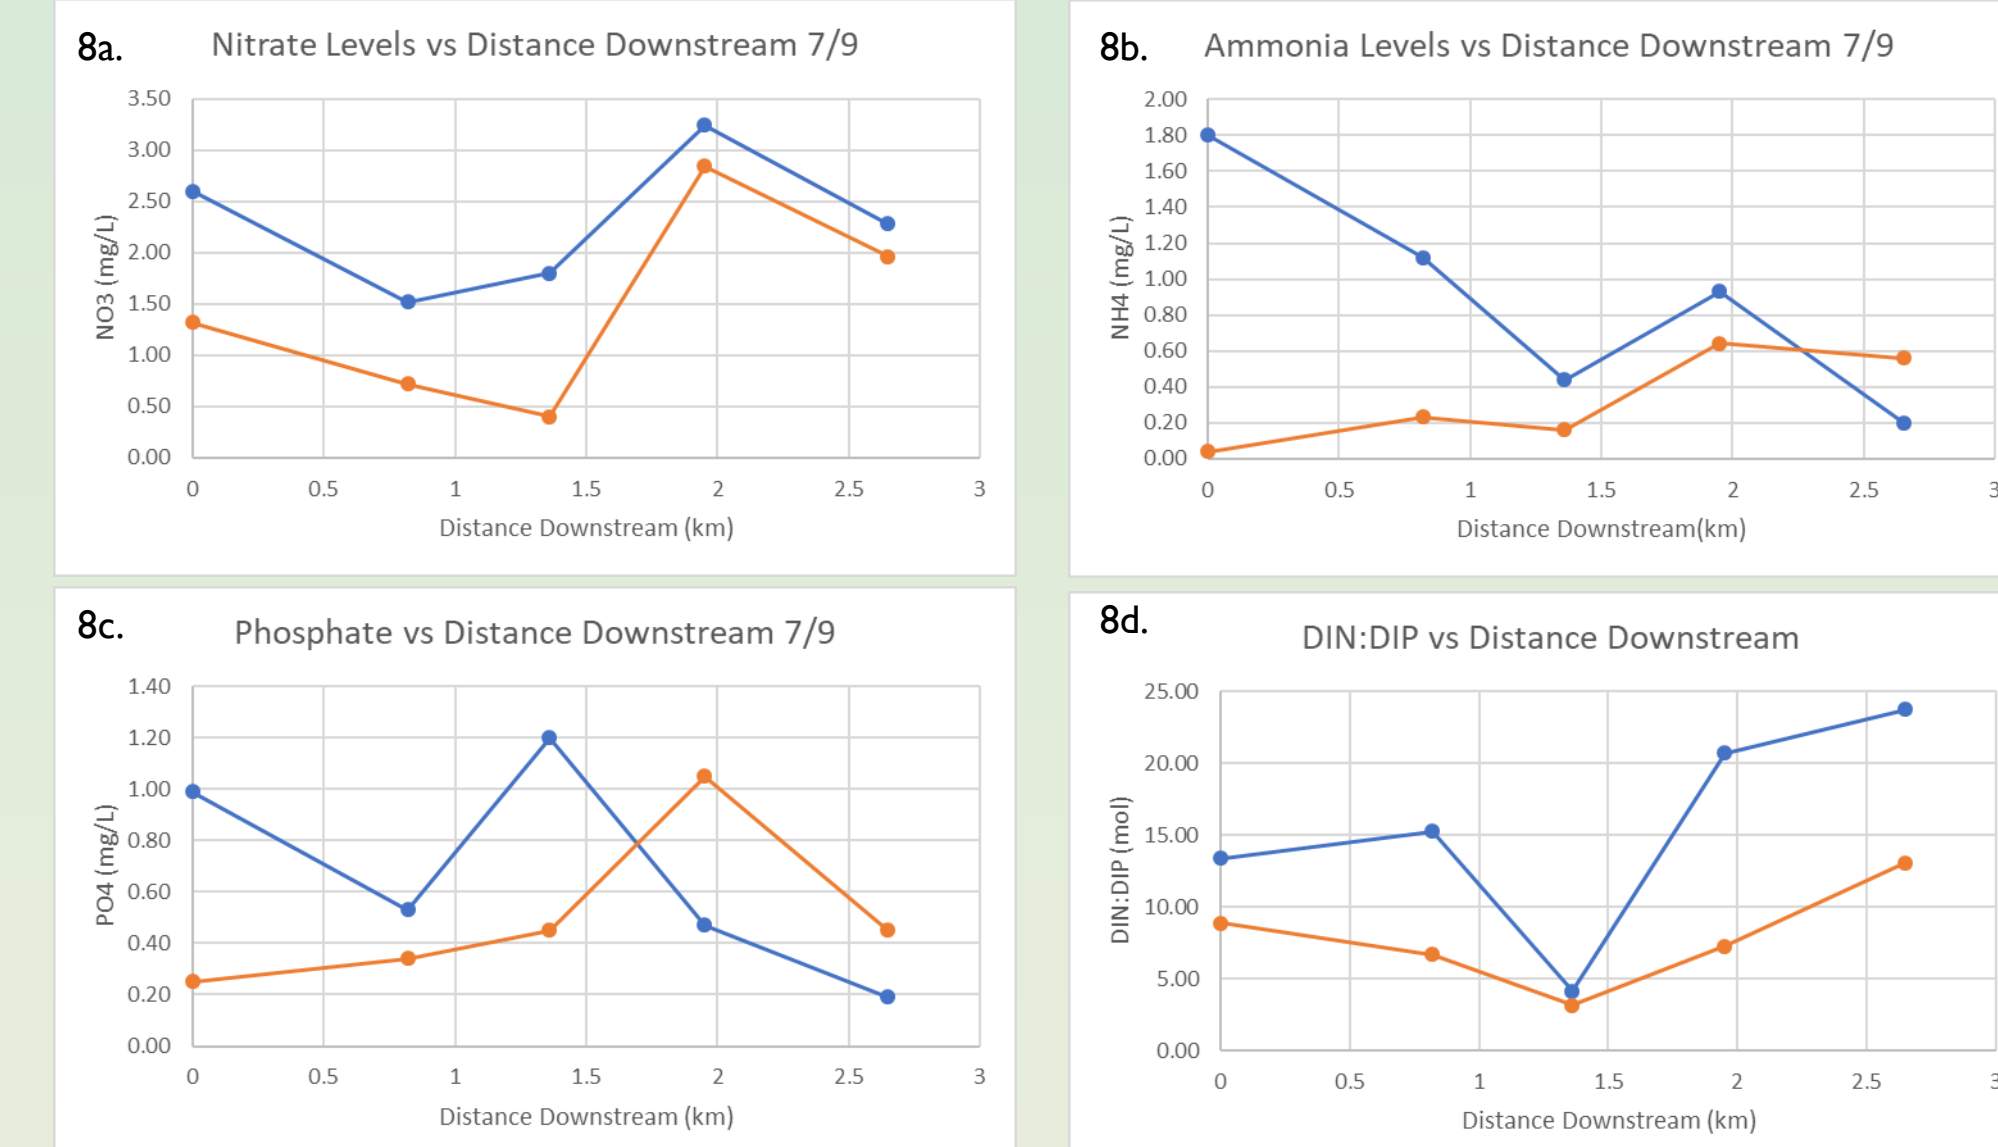 8a.
Nitrate Levels vs Distance Downstream 7/9
3.50
3.00
2.50
2.00
1.50
1.00
0.50
0.00
NO3 (mg/L)
0 0.5 1 1.5 2 2.5 3
Distance Downstream (km)
8b.
Ammonia Levels vs Distance Downstream 7/9
2.00
1.80
1.60
1.40
1.20
1.00
0.80
0.60
0.40
0.20
0.00
NH4 (mg/L)
0 0.5 1 1.5 2 2.5 3
Distance Downstream(km)
8c.
Phosphate vs Distance Downstream 7/9
1.40
1.20
1.00
0.80
0.60
0.40
0.20
0.00
PO4 (mg/L)
0 0.5 1 1.5 2 2.5 3
Distance Downstream (km)
8d.
DIN:DIP vs Distance Downstream
25.00
20.00
15.00
10.00
5.00
0.00
DIN:DIP (mol)
0 0.5 1 1.5 2 2.5 3
Distance Downstream (km)